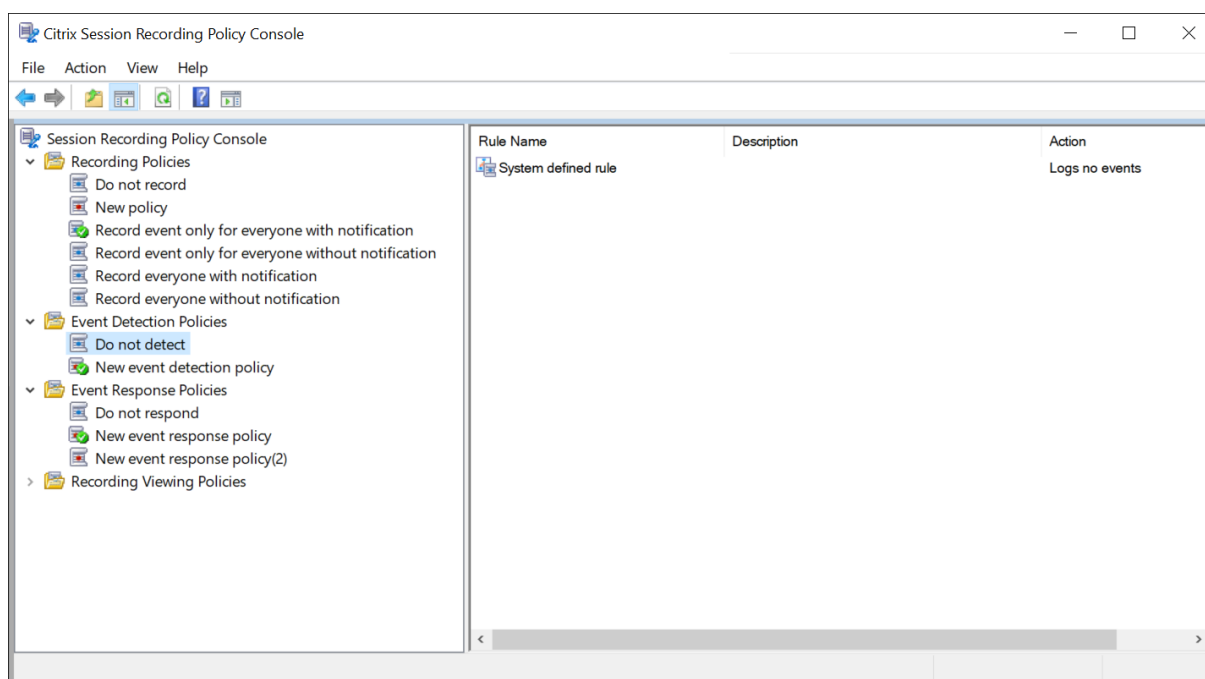 Citrix Session Recording Policy Console
File Action View Help
Session Recording Policy Console
Recording Policies
Do not record
New policy
Record event only for everyone with notification
Record event only for everyone without notification
Record everyone with notification
Record everyone without notification
Event Detection Policies
Do not detect
New event detection policy
Event Response Policies
Do not respond
New event response policy
New event response policy(2)
Recording Viewing Policies
Rule Name Description Action
System defined rule Logs no events